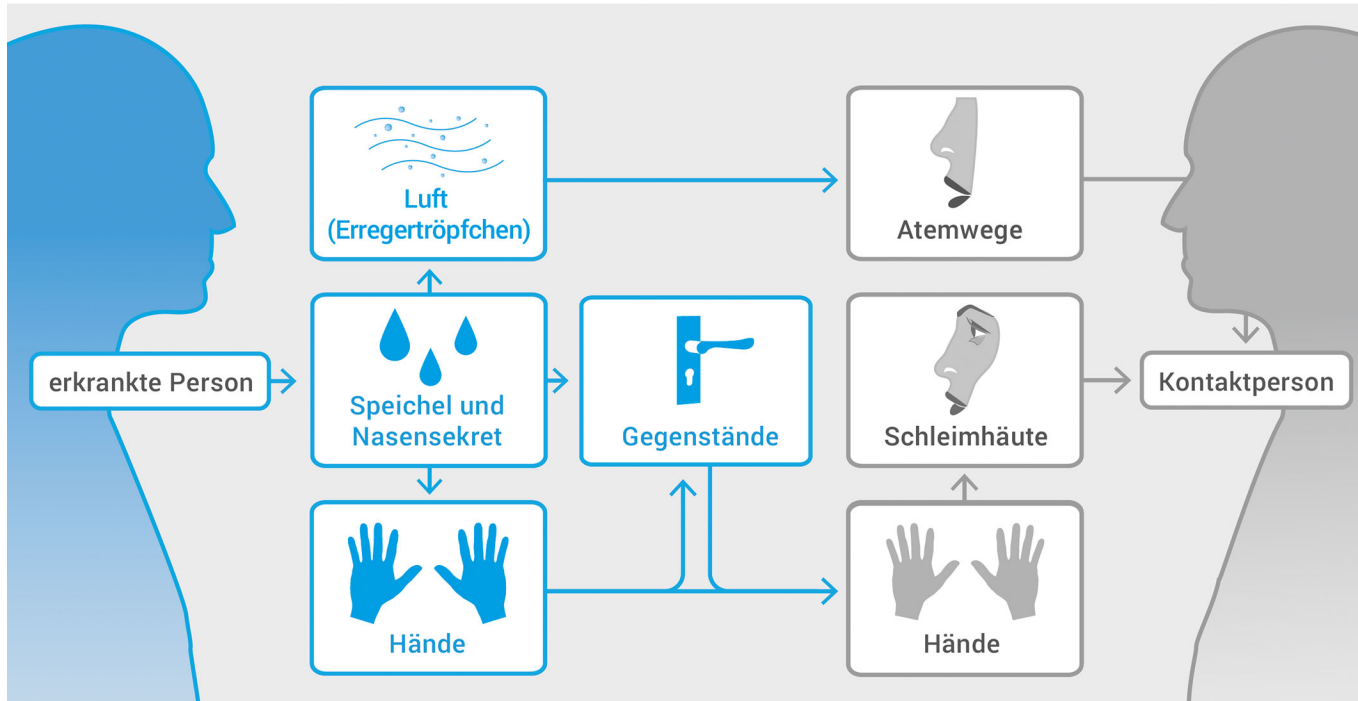 Luft
(Erregertröpfchen)
Atemwege
erkrankte Person
Speichel und
Nasensekret
Gegenstände
Schleimhäute
Kontaktperson
Hände
Hände